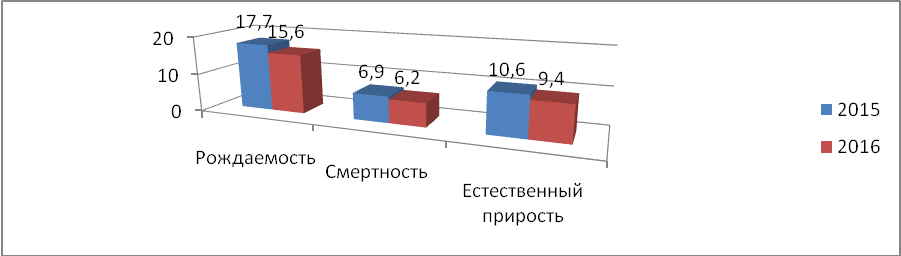 17,7
15,6
6,9
6,2
10,6
9,4
20
10
0
Рождаемость
Смертность
Естественный
прирость
2015
2016